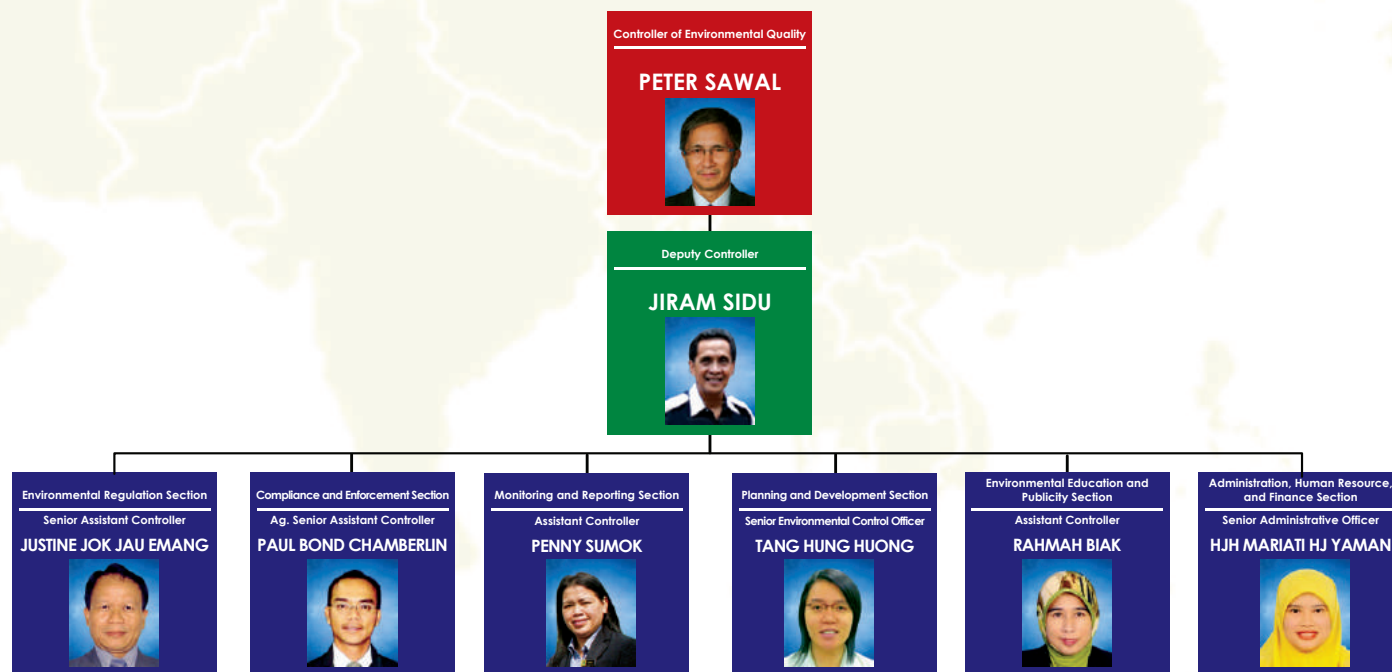 Controller of Environmental Quality
PETER SAWAL
Deputy Controller
JIRAM SIDU
Environmental Regulation Section
Senior Assistant Controller
JUSTINE JOK JAU EMANG
Compliance and Enforcement Section
Ag. Senior Assistant Controller
PAUL BOND CHAMBERLIN
Monitoring and Reporting Section
Assistant Controller
PENNY SUMOK
Planning and Development Section
Senior Environmental Control Officer
TANG HUNG HUONG
Environmental Education and
Publicity Section
Assistant Controller
RAHMAH BIAK
Administration, Human Resource,
and Finance Section
Senior Administrative Officer
HJH MARIATI HJ YAMAN